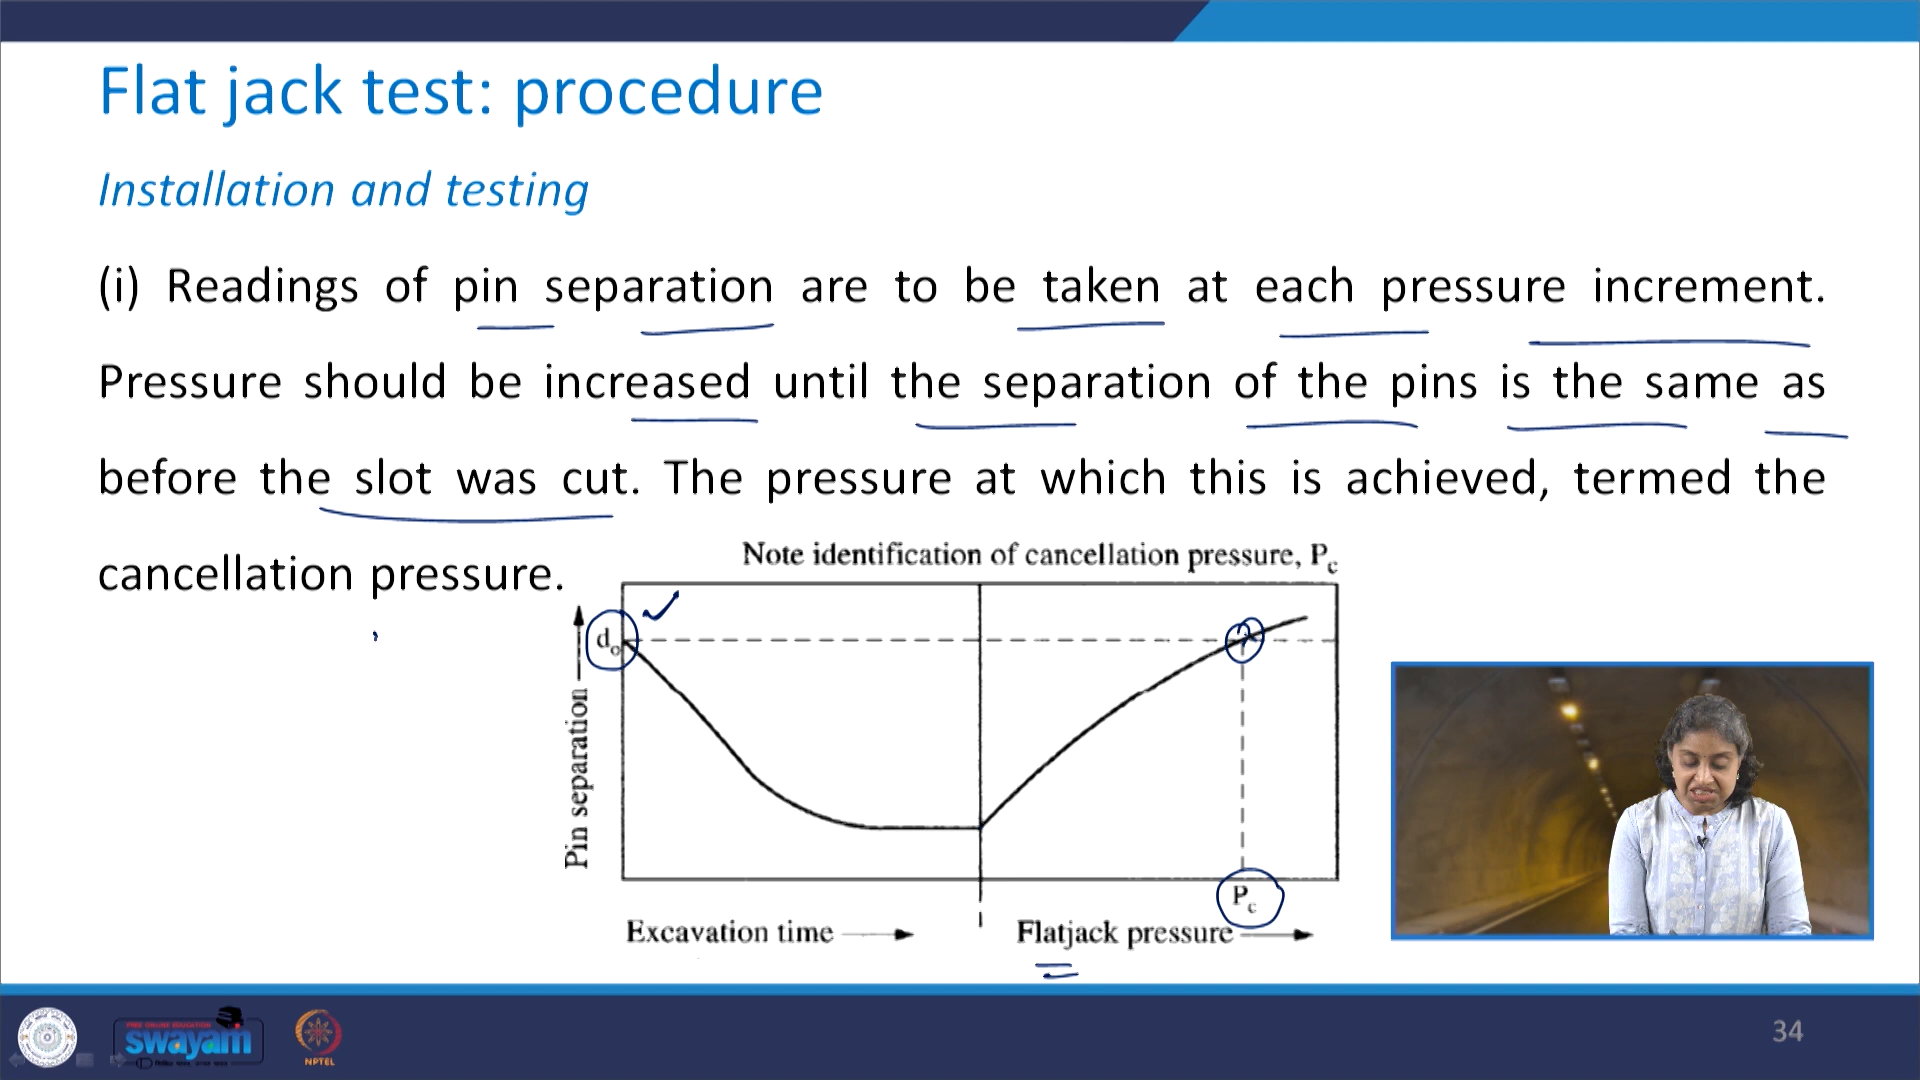 Flat jack test: procedure
Installation and testing
(i) Readings of pin separation are to be taken at each pressure increment.
Pressure should be increased until the separation of the pins is the same as
before the slot was cut. The pressure at which this is achieved, termed the
cancellation pressure.
Note identification of cancellation pressure, Pc
do
Pin separation
Pc
Excavation time
Flatjack pressure
FREE ONLINE EDUCATION
swayam
NPTEL
34